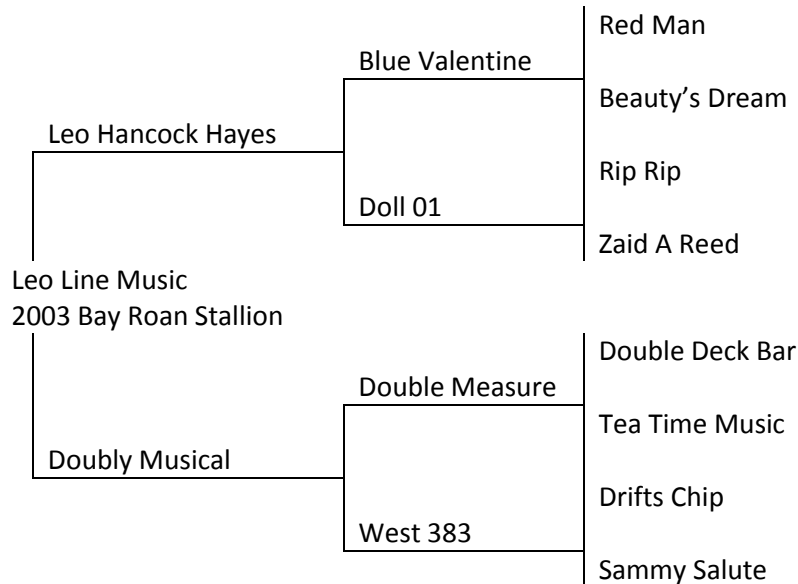 Red Man
Blue Valentine
Beauty’s Dream
Leo Hancock Hayes
Rip Rip
Doll 01
Zaid A Reed
Leo Line Music
2003 Bay Roan Stallion
Double Deck Bar
Double Measure
Tea Time Music
Doubly Musical
Drifts Chip
West 383
Sammy Salute